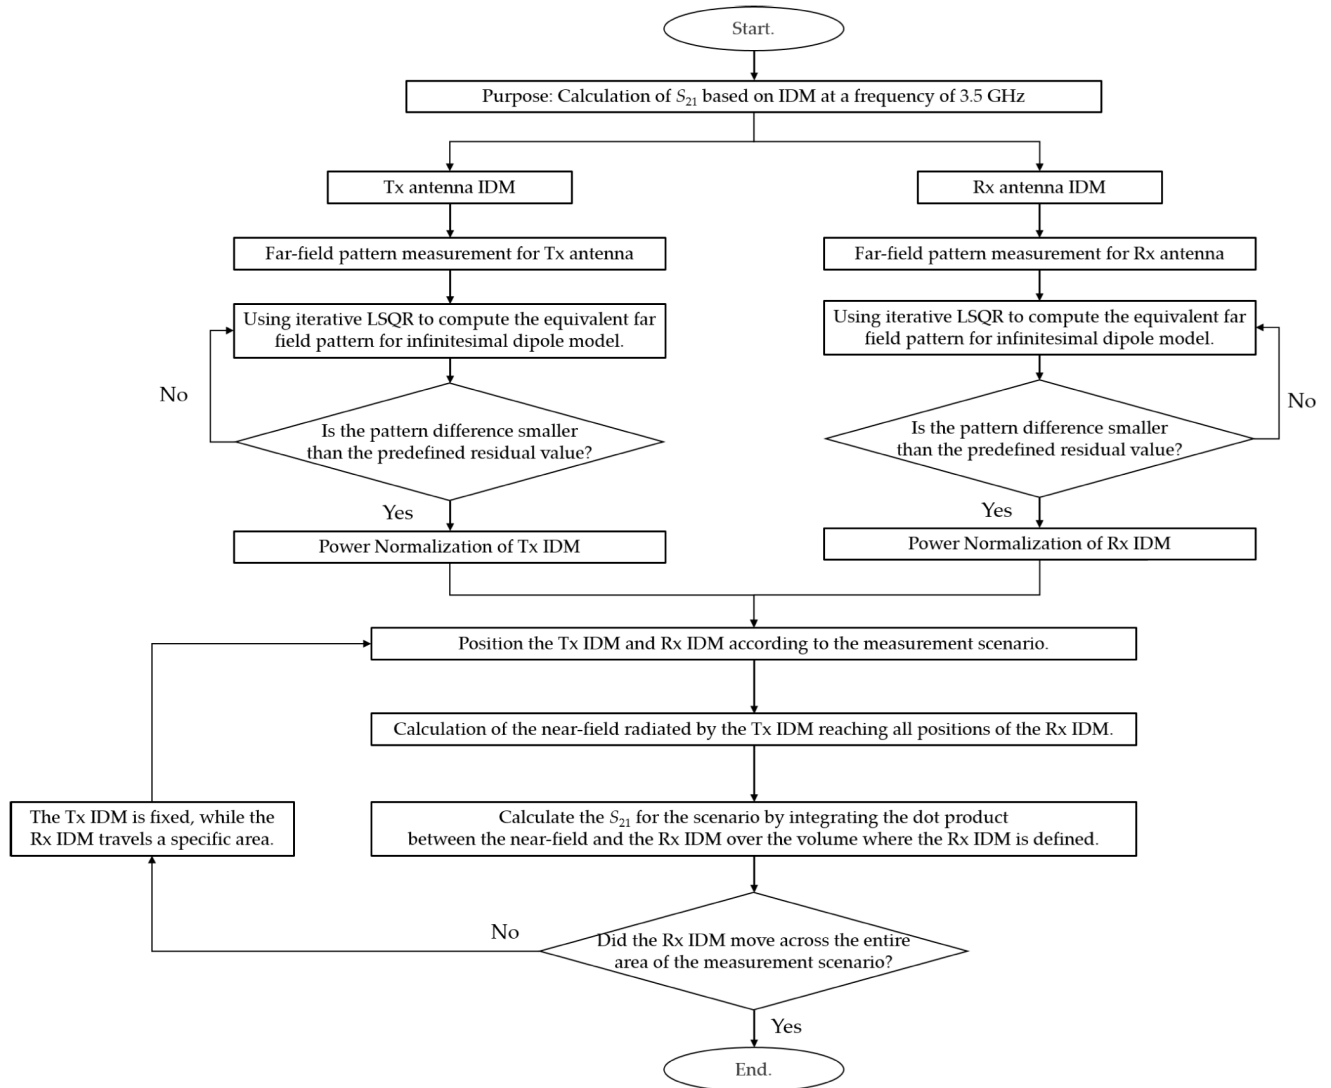 Start.
Purpose: Calculation of S21 based on IDM at a frequency of 3.5 GHz
Tx antenna IDM
Rx antenna IDM
Far-field pattern measurement for Tx antenna
Far-field pattern measurement for Rx antenna
Using iterative LSQR to compute the equivalent far
field pattern for infinitesimal dipole model.
Using iterative LSQR to compute the equivalent far
field pattern for infinitesimal dipole model.
No
No
Is the pattern difference smaller
than the predefined residual value?
Is the pattern difference smaller
than the predefined residual value?
Yes
Yes
Power Normalization of Tx IDM
Power Normalization of Rx IDM
Position the Tx IDM and Rx IDM according to the measurement scenario.
Calculation of the near-field radiated by the Tx IDM reaching all positions of the Rx IDM.
The Tx IDM is fixed, while the
Rx IDM travels a specific area.
Calculate the S21 for the scenario by integrating the dot product
between the near-field and the Rx IDM over the volume where the Rx IDM is defined.
No
Did the Rx IDM move across the entire
area of the measurement scenario?
Yes
End.